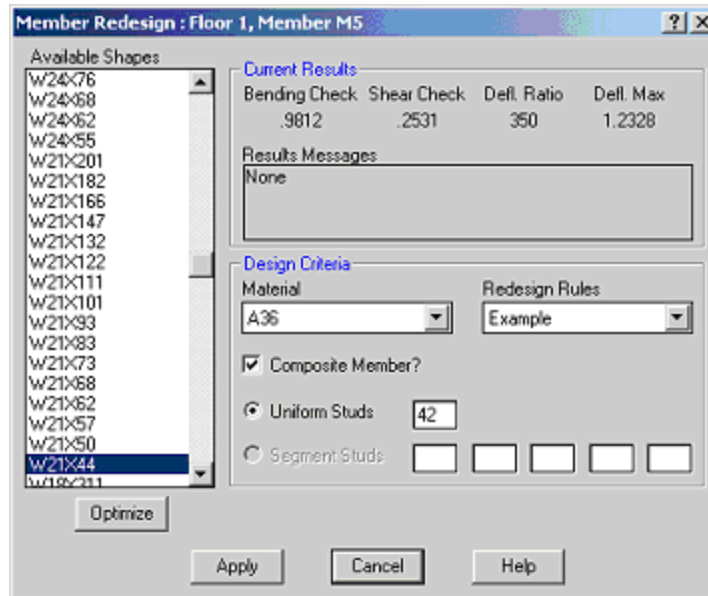 Member Redesign : Floor 1, Member M5
Available Shapes
W24X76
W24X68
W24X62
W24X55
W21X201
W21X182
W21X166
W21X147
W21X132
W21X122
W21X111
W21X101
W21X93
W21X83
W21X73
W21X68
W21X62
W21X57
W21X50
W21X44
W18X311
Optimize
Current Results
Bending Check Shear Check Defl. Ratio Defl. Max
.9812 .2531 350 1.2328
Results Messages
None
Design Criteria
Material Redesign Rules
A36 Example
Composite Member?
Uniform Studs 42
Segment Studs
Apply Cancel Help